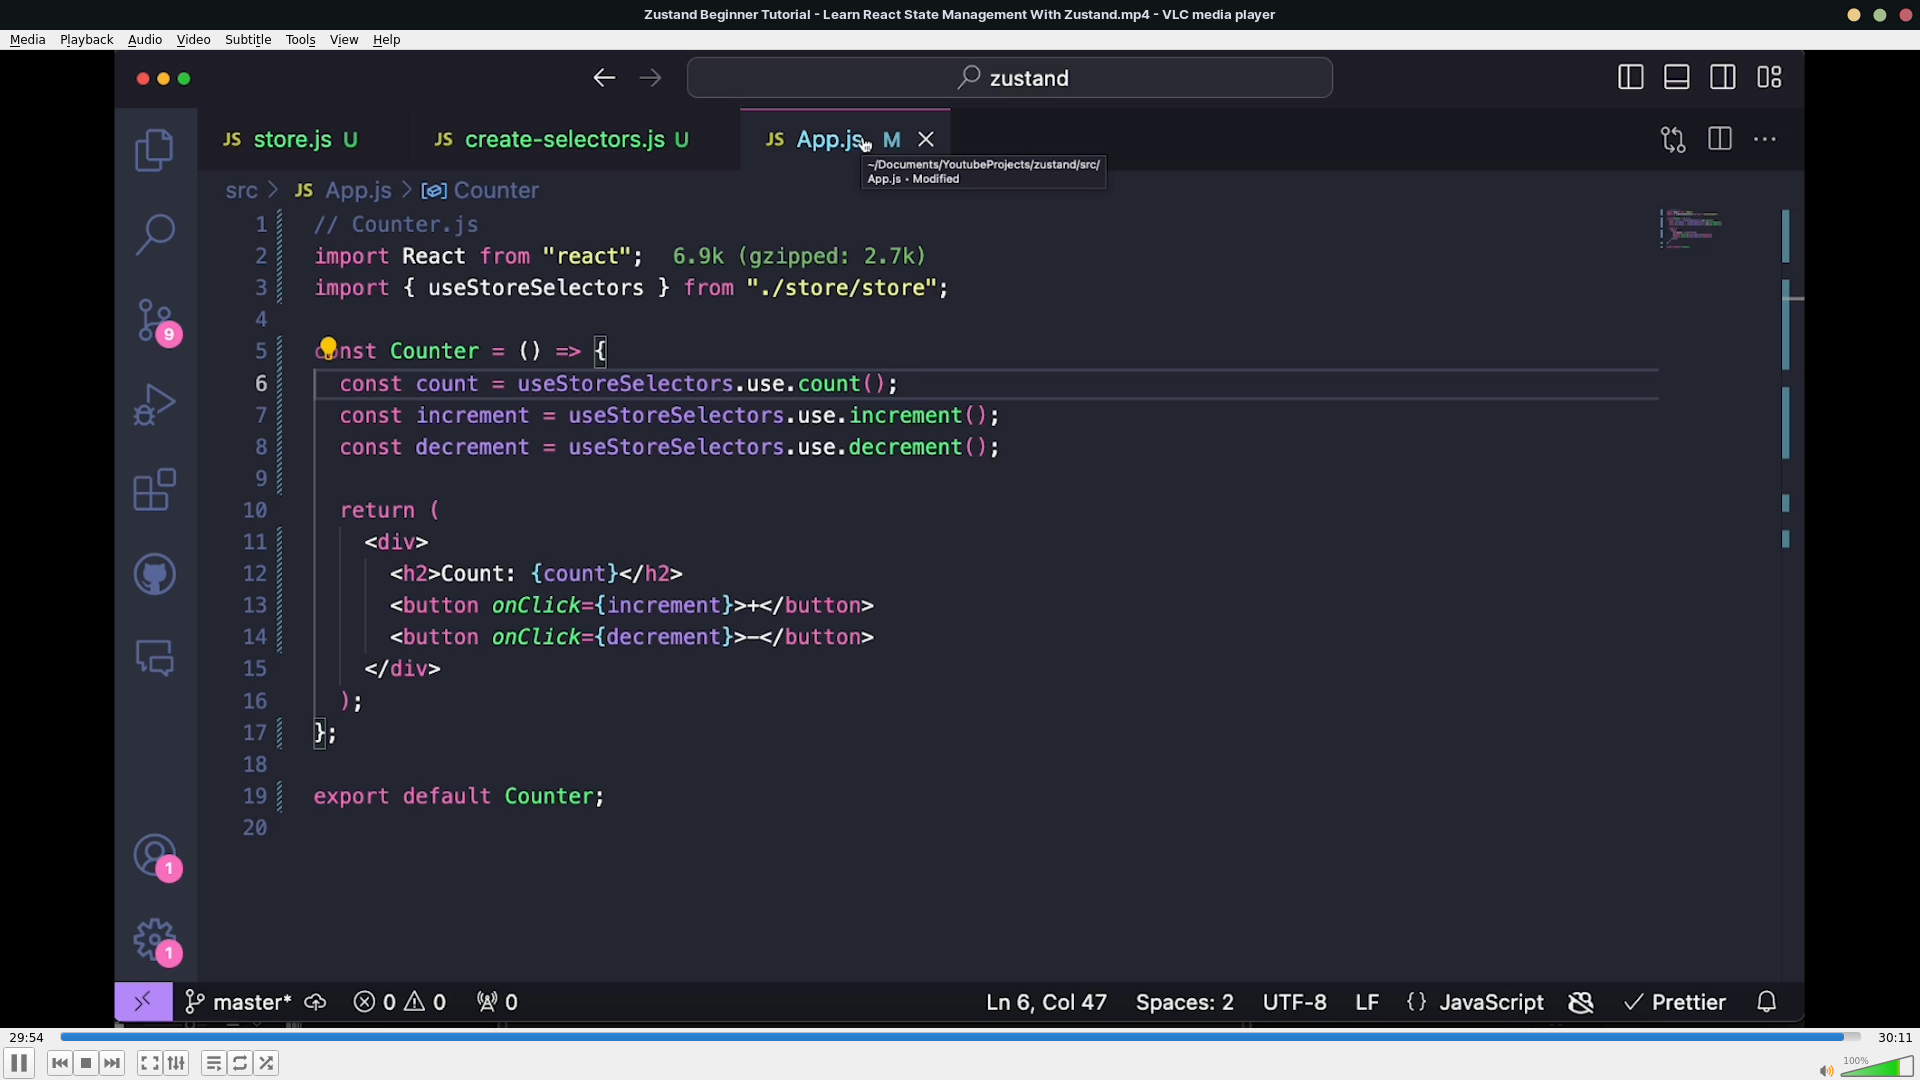 Zustand Beginner Tutorial - Learn React State Management With Zustand.mp4 - VLC media player
Media Playback Audio Video Subtitle Tools View Help
zustand
JS store.js U JS create-selectors.js U JS App.js M
~/Documents/YoutubeProjects/zustand/src/
App.js • Modified
src > JS App.js > Counter
1 // Counter.js
2 import React from "react"; 6.9k (gzipped: 2.7k)
3 import { useStoreSelectors } from "./store/store";
4
5 const Counter = () => {
6 const count = useStoreSelectors.use.count();
7 const increment = useStoreSelectors.use.increment();
8 const decrement = useStoreSelectors.use.decrement();
9
10 return (
11 <div>
12 <h2>Count: {count}</h2>
13 <button onClick={increment}>+</button>
14 <button onClick={decrement}>-</button>
15 </div>
16 );
17 };
18
19 export default Counter;
20
9
1
1
master* 0 0 0 Ln 6, Col 47 Spaces: 2 UTF-8 LF {} JavaScript Prettier
29:54 30:11
100%